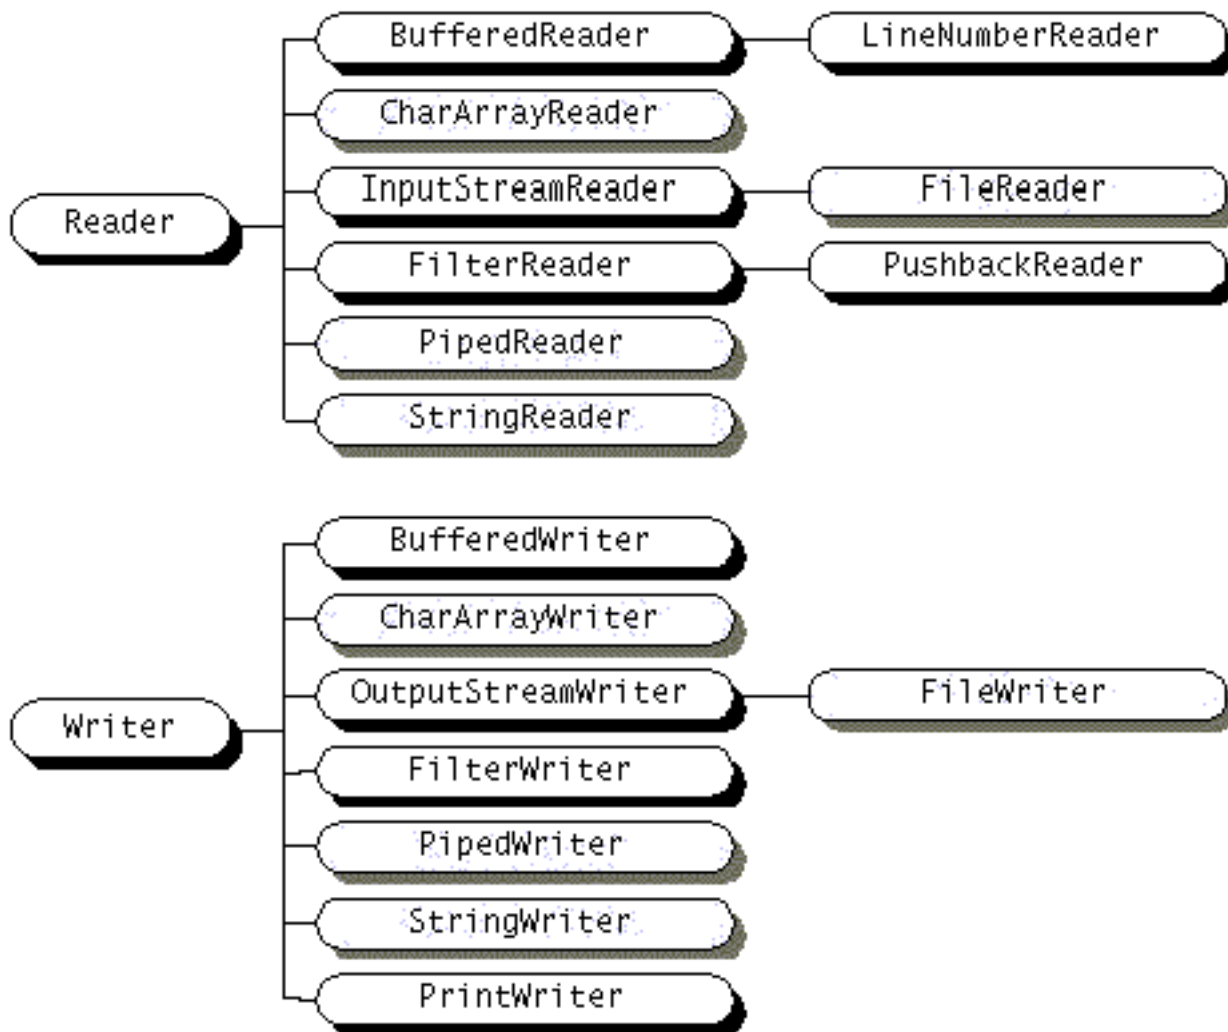 BufferedReader
LineNumberReader
CharArrayReader
InputStreamReader
FileReader
Reader
FilterReader
PushbackReader
PipedReader
StringReader
BufferedWriter
CharArrayWriter
OutputStreamWriter
FileWriter
Writer
FilterWriter
PipedWriter
StringWriter
PrintWriter